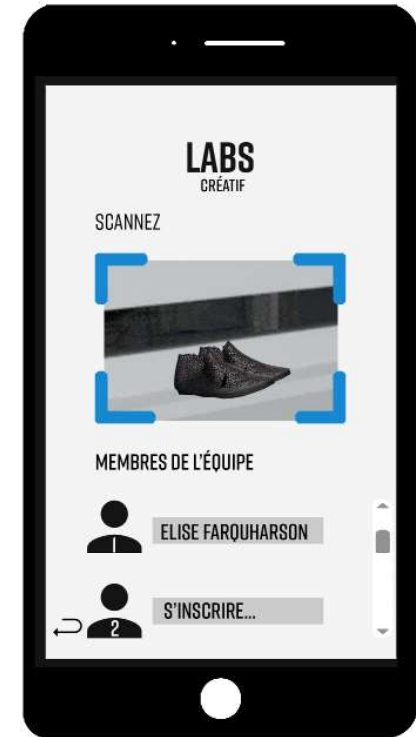 LABS
CRÉATIF
SCANNEZ
MEMBRES DE L'ÉQUIPE
1
ELISE FARQUHARSON
2
S'INSCRIRE...